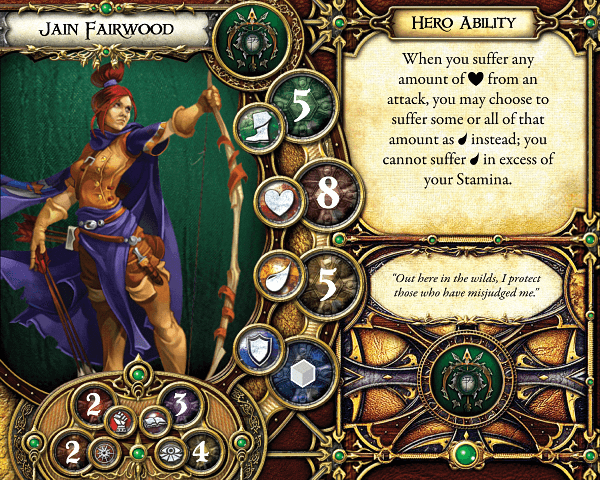 Jain Fairwood
5
8
5
2
3
2
4
Hero Ability
When you suffer any
amount of ♥ from an
attack, you may choose to
suffer some or all of that
amount as instead; you
cannot suffer in excess of
your Stamina.
"Out here in the wilds, I protect
those who have misjudged me."